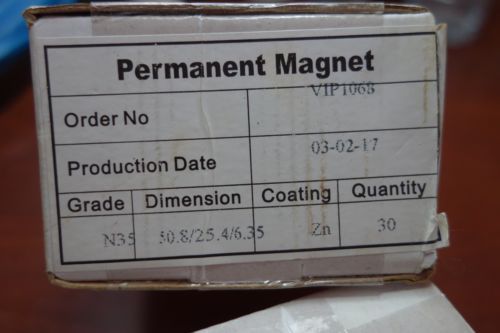 Permanent Magnet
Order No VIP1068
Production Date 03-02-17
Grade Dimension Coating Quantity
N35 50.8/25.4/6.35 Zn 30